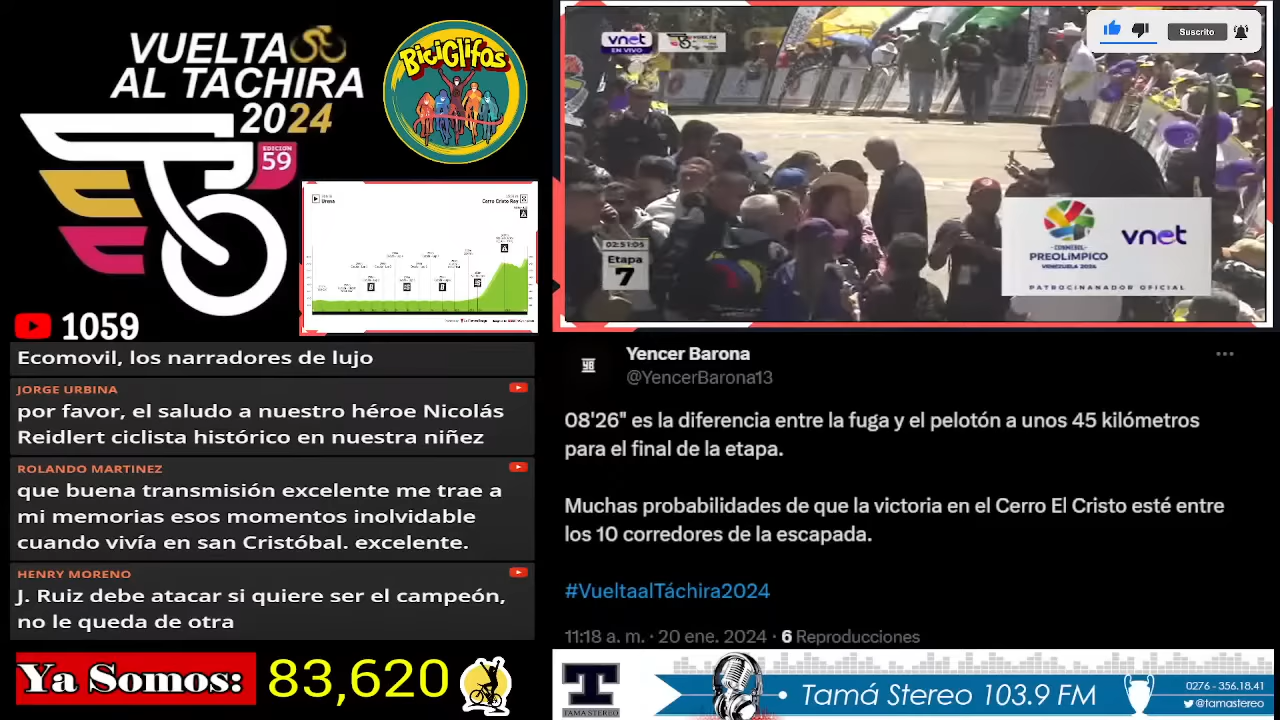 VUELTA
AL TACHIRA
2024
EDICION
59
BiciGlifos
Ureña
Cerro Cristo Rey
1059
Ecomovil, los narradores de lujo
JORGE URBINA
por favor, el saludo a nuestro héroe Nicolás
Reidlert ciclista histórico en nuestra niñez
ROLANDO MARTINEZ
que buena transmisión excelente me trae a
mi memorias esos momentos inolvidable
cuando vivía en san Cristóbal. excelente.
HENRY MORENO
J. Ruiz debe atacar si quiere ser el campeón,
no le queda de otra
Ya Somos: 83,620
vnet
EN VIVO
Suscrito
02:51:05
Etapa
7
CONMEBOL
PREOLÍMPICO
VENEZUELA 2024
vnet
PATROCINANADOR OFICIAL
Yencer Barona
@YencerBarona13
08'26" es la diferencia entre la fuga y el pelotón a unos 45 kilómetros
para el final de la etapa.
Muchas probabilidades de que la victoria en el Cerro El Cristo esté entre
los 10 corredores de la escapada.
#VueltaalTáchira2024
11:18 a. m. · 20 ene. 2024 · 6 Reproducciones
T
TAMA STEREO
Tamá Stereo 103.9 FM
0276 - 356.18.41
@tamastereo